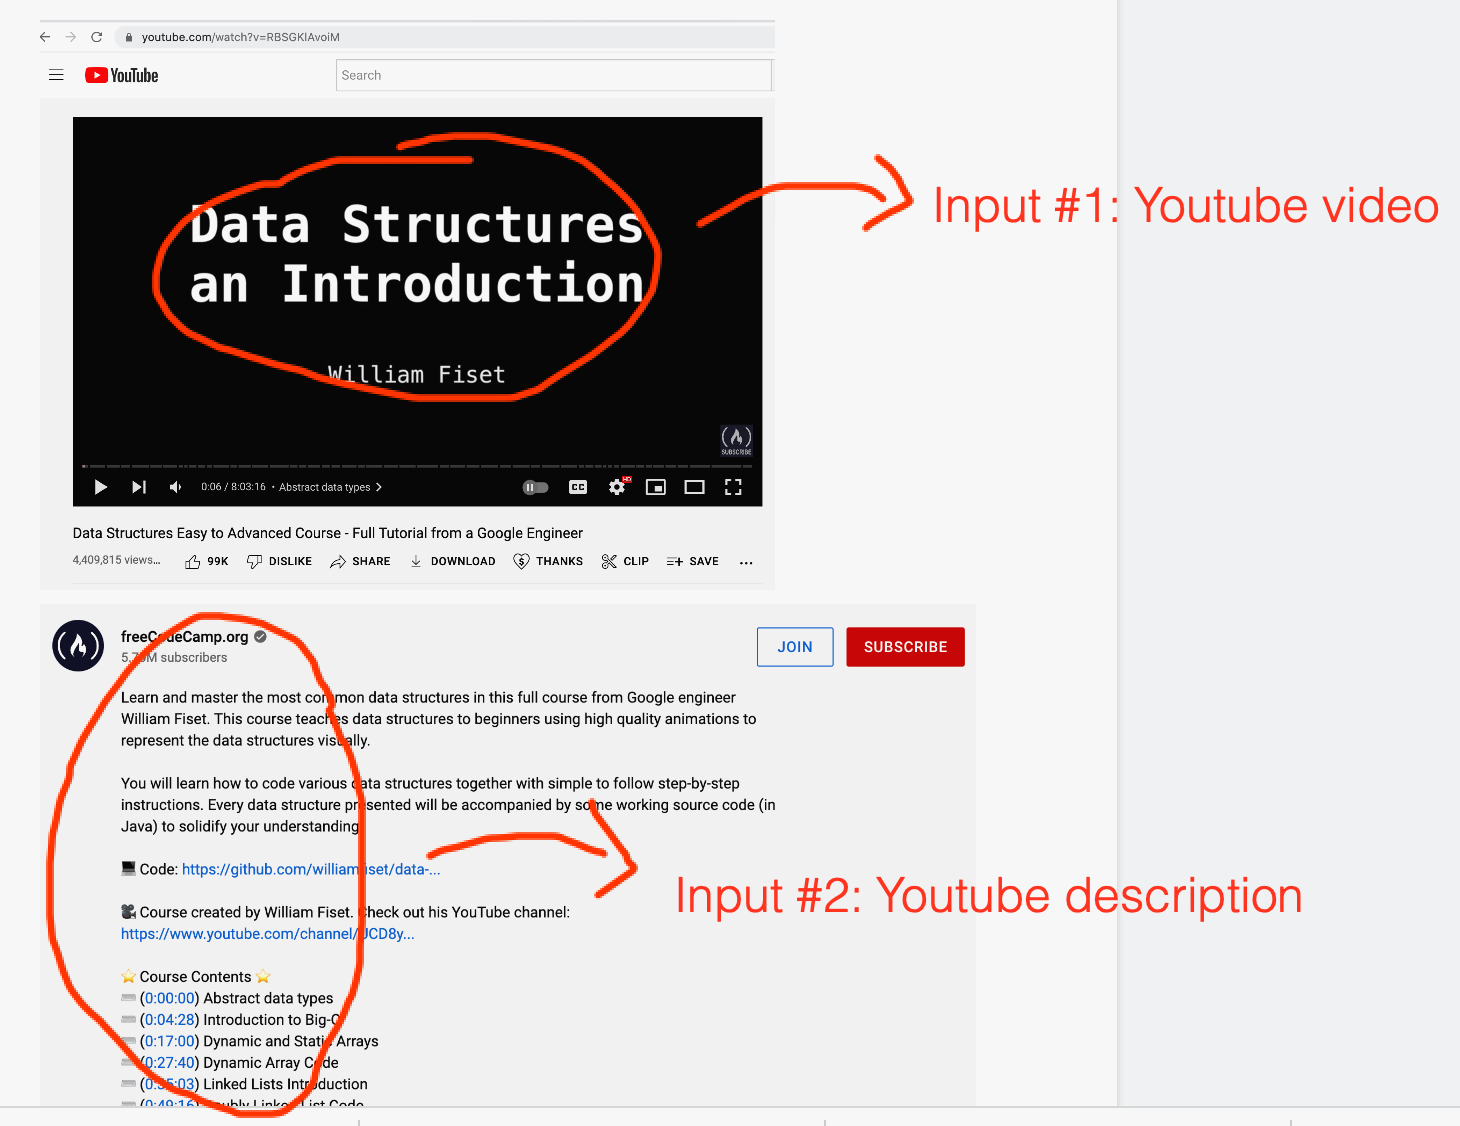 youtube.com/watch?v=RBSGKlAvoiM
YouTube
Search
Data Structures
an Introduction
William Fiset
SUBSCRIBE
0:06 / 8:03:16 • Abstract data types
CC
HD
Input #1: Youtube video
Data Structures Easy to Advanced Course - Full Tutorial from a Google Engineer
4,409,815 views...
99K
DISLIKE
SHARE
DOWNLOAD
THANKS
CLIP
SAVE
...
freeCodeCamp.org
subscribers
JOIN
SUBSCRIBE
Learn and master the most common data structures in this full course from Google engineer
William Fiset. This course teaches data structures to beginners using high quality animations to
represent the data structures visually.
You will learn how to code various data structures together with simple to follow step-by-step
instructions. Every data structure presented will be accompanied by some working source code (in
Java) to solidify your understanding
Code: https://github.com/williamfiset/data-...
Input #2: Youtube description
Course created by William Fiset. Check out his YouTube channel:
https://www.youtube.com/channel/UCD8y...
⭐ Course Contents ⭐
(0:00:00) Abstract data types
(0:04:28) Introduction to Big-O
(0:17:00) Dynamic and Static Arrays
(0:27:40) Dynamic Array Code
(0:35:03) Linked Lists Introduction
(0:49:16) Doubly Linked List Code